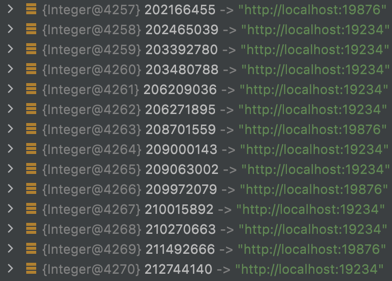 {Integer@4257} 202166455 -> "http://localhost:19876"
{Integer@4258} 202465039 -> "http://localhost:19234"
{Integer@4259} 203392780 -> "http://localhost:19234"
{Integer@4260} 203480788 -> "http://localhost:19234"
{Integer@4261} 206209036 -> "http://localhost:19234"
{Integer@4262} 206271895 -> "http://localhost:19234"
{Integer@4263} 208701559 -> "http://localhost:19876"
{Integer@4264} 209000143 -> "http://localhost:19234"
{Integer@4265} 209063002 -> "http://localhost:19234"
{Integer@4266} 209972079 -> "http://localhost:19876"
{Integer@4267} 210015892 -> "http://localhost:19234"
{Integer@4268} 210270663 -> "http://localhost:19234"
{Integer@4269} 211492666 -> "http://localhost:19876"
{Integer@4270} 212744140 -> "http://localhost:19234"